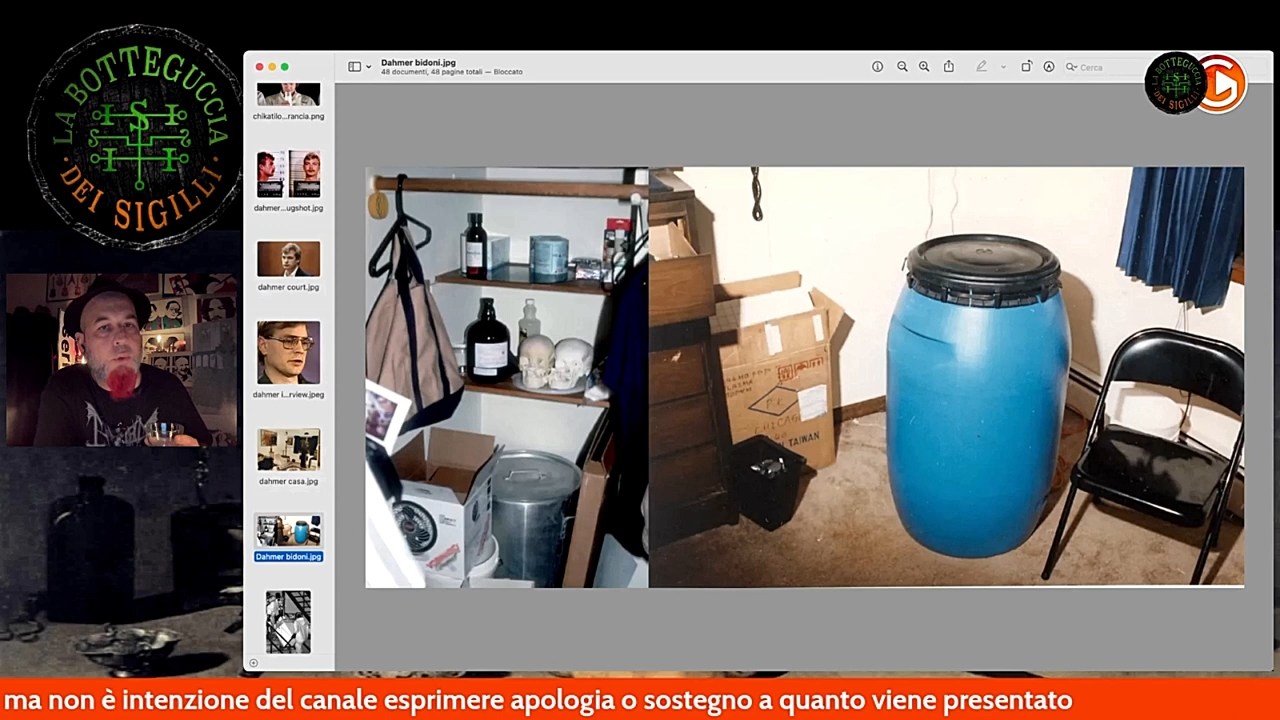 LA BOTTEGUCCIA
DEI SIGILLI
Dahmer bidoni.jpg
48 documenti, 48 pagine totali — Bloccato
Cerca
chikatilo...rancia.png
dahmer...ugshot.jpg
dahmer court.jpg
dahmer i...rview.jpeg
dahmer casa.jpg
Dahmer bidoni.jpg
CHICAGO
TAIWAN
ma non è intenzione del canale esprimere apologia o sostegno a quanto viene presentato